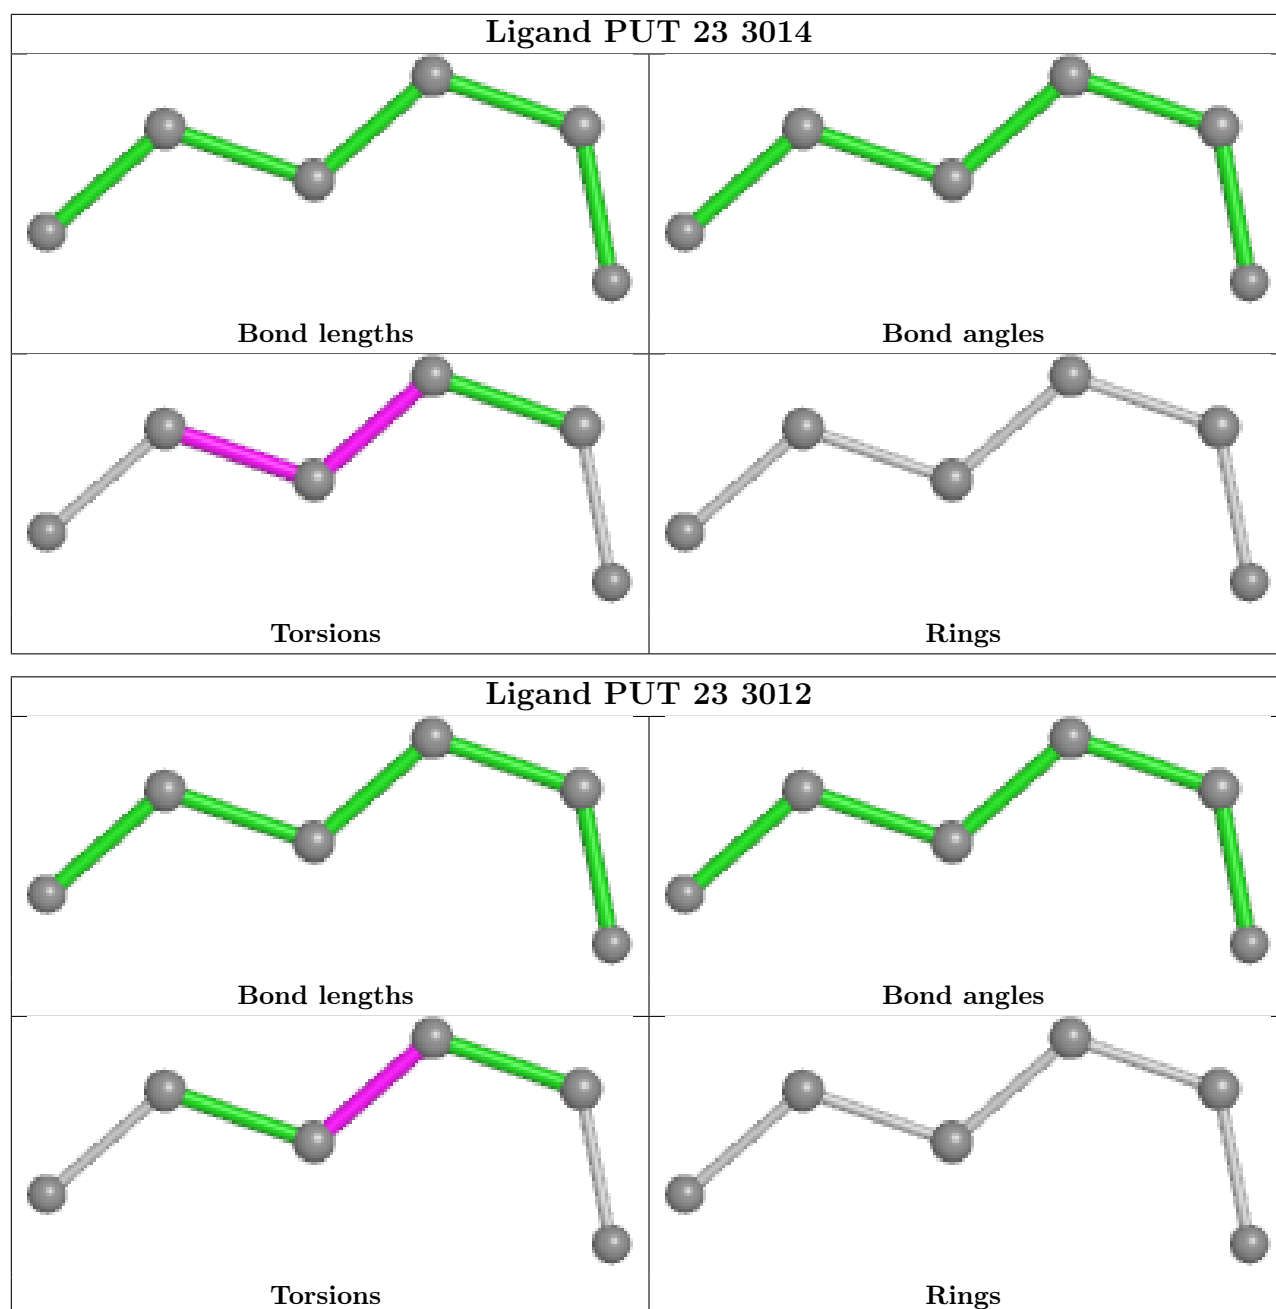 Ligand PUT 23 3014
Bond lengths
Bond angles
Torsions
Rings
Ligand PUT 23 3012
Bond lengths
Bond angles
Torsions
Rings